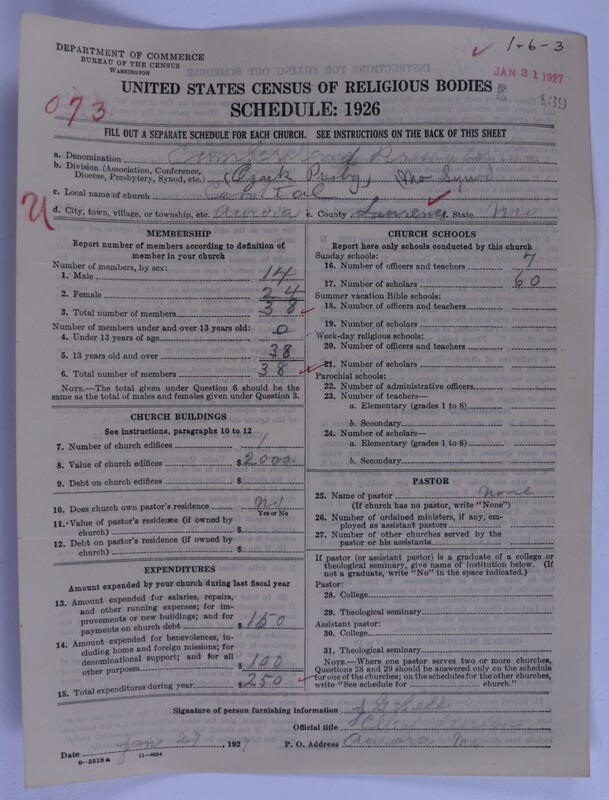 DEPARTMENT OF COMMERCE
BUREAU OF THE CENSUS
WASHINGTON
1-6-3
JAN 31 1927
UNITED STATES CENSUS OF RELIGIOUS BODIES
139
073
SCHEDULE: 1926
FILL OUT A SEPARATE SCHEDULE FOR EACH CHURCH. SEE INSTRUCTIONS ON THE BACK OF THIS SHEET
a. Denomination Cumberland
b. Division (Association, Conference, Diocese, Presbytery, Synod, etc.) (Ozark Presby) (Mo Synod
c. Local name of church
U
d. City, town, village, or township, etc. Aurora e. County Lawrence f. State Mo
MEMBERSHIP
Report number of members according to definition of
member in your church
Number of members, by sex:
1. Male 14
2. Female 24
3. Total number of members 38
Number of members under and over 13 years old:
4. Under 13 years of age 0
5. 13 years old and over 38
6. Total number of members 38
NOTE.—The total given under Question 6 should be
same as the total of males and females given under Question 3.
CHURCH BUILDINGS
See instructions, paragraphs 10 to 12
7. Number of church edifices 1
8. Value of church edifices $2000
9. Debt on church edifices $
10. Does church own pastor's residence No
Yes or No
11. Value of pastor's residence (if owned by
church) $
12. Debt on pastor's residence (if owned by
church) $
EXPENDITURES
Amount expended by your church during last fiscal year
13. Amount expended for salaries, repairs,
and other running expenses; for im-
provements or new buildings; and for
payments on church debt $150
14. Amount expended for benevolences, in-
cluding home and foreign missions; for
denominational support; and for all
other purposes $100
15. Total expenditures during year $250
CHURCH SCHOOLS
Report here only schools conducted by this church
Sunday schools:
16. Number of officers and teachers 7
17. Number of scholars 60
Summer vacation Bible schools:
18. Number of officers and teachers
19. Number of scholars
Week-day religious schools:
20. Number of officers and teachers
21. Number of scholars
Parochial schools:
22. Number of administrative officers
23. Number of teachers—
a. Elementary (grades 1 to 8)
b. Secondary
24. Number of scholars—
a. Elementary (grades 1 to 8)
b. Secondary
PASTOR
25. Name of pastor None
(If church has no pastor, write "None")
26. Number of ordained ministers, if any, em-
ployed as assistant pastors
27. Number of other churches served by the
pastor or his assistants
If pastor (or assistant pastor) is a graduate of a college or
theological seminary, give name of institution below. (If
not a graduate, write "No" in the space indicated.)
Pastor:
28. College
29. Theological seminary
Assistant pastor:
30. College
31. Theological seminary
NOTE.—Where one pastor serves two or more churches,
Questions 28 and 29 should be answered only on the schedule
for one of the churches; on the schedules for the other churches,
write "See schedule for church."
Signature of person furnishing information
Official title
Date Jan 29, 1927 P. O. Address Aurora Mo
8-5518a 11-9694